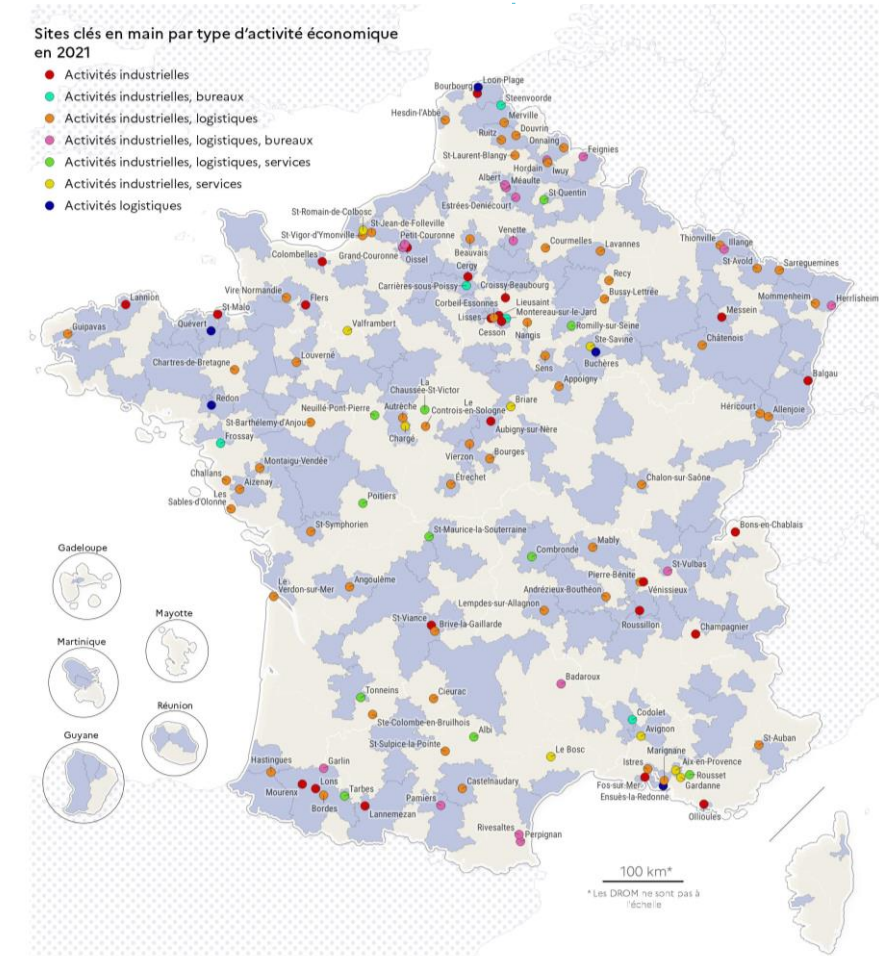 Sites clés en main par type d'activité économique
en 2021
Activités industrielles
Activités industrielles, bureaux
Activités industrielles, logistiques
Activités industrielles, logistiques, bureaux
Activités industrielles, logistiques, services
Activités industrielles, services
Activités logistiques
Loon-Plage
Bourbourg
Steenvoorde
Hesdin-l'Abbé
Merville
Douvrin
Ruitz
Onnaing
Feignies
St-Laurent-Blangy
Hordain
Iwuy
Albert
Méaulte
St-Quentin
Estrées-Deniécourt
St-Romain-de-Colbosc
St-Jean-de-Folleville
St-Vigor-d'Ymonville
Petit-Couronne
Venette
Courmelles
Lavannes
Thionville
Illange
Colombelles
Grand-Couronne
Oissel
Beauvais
St-Avold
Sarreguemines
Cergy
Recy
Carrières-sous-Poissy
Croissy-Beaubourg
Bussy-Lettrée
Mommenheim
Herrlisheim
Lannion
Vire Normandie
Flers
Corbeil-Essonnes
Lieusaint
St-Malo
Montereau-sur-le-Jard
Messein
Guipavas
Quévert
Valframbert
Lisses
Cesson
Nangis
Romilly-sur-Seine
Ste-Savine
Châtenois
Buchères
Chartres-de-Bretagne
Louverné
Sens
Balgau
Appoigny
La
Chaussée-St-Victor
Redon
Neuillé-Pont-Pierre
Autrèche
Le
Controis-en-Sologne
Briare
Héricourt
Allenjoie
St-Barthélemy-d'Anjou
Chargé
Aubigny-sur-Nère
Frossay
Vierzon
Bourges
Montaigu-Vendée
Challans
Aizenay
Étrechet
Chalon-sur-Saône
Les
Sables-d'Olonne
Poitiers
St-Symphorien
St-Maurice-la-Souterraine
Bons-en-Chablais
Mably
Combronde
Gadeloupe
St-Vulbas
Pierre-Bénite
Le
Verdon-sur-Mer
Angoulême
Andrézieux-Bouthéon
Vénissieux
Lempdes-sur-Allagnon
Mayotte
St-Viance
Brive-la-Gaillarde
Roussillon
Champagnier
Martinique
Badaroux
Tonneins
Cieurac
Réunion
Codolet
Ste-Colombe-en-Bruilhois
Avignon
Albi
Guyane
St-Sulpice-la-Pointe
Le Bosc
Marignane
St-Auban
Hastingues
Garlin
Istres
Aix-en-Provence
Rousset
Lons
Mourenx
Tarbes
Castelnaudary
Fos-sur-Mer
Gardanne
Bordes
Pamiers
Ensuès-la-Redonne
Lannemezan
Ollioules
Rivesaltes
Perpignan
100 km*
* Les DROM ne sont pas à
l'échelle